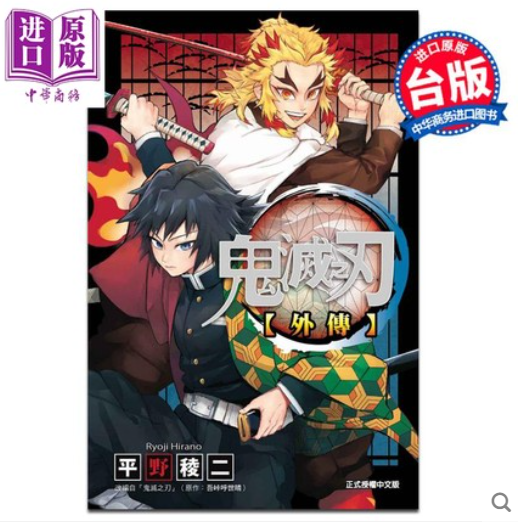 进口
原版
中华商务
进口原版
台版
中华商务进口图书
鬼滅之刃
【外傳】
Ryoji Hirano
平野稜二
改編自「鬼滅之刃」（原作：吾峠呼世晴）
正式授權中文版